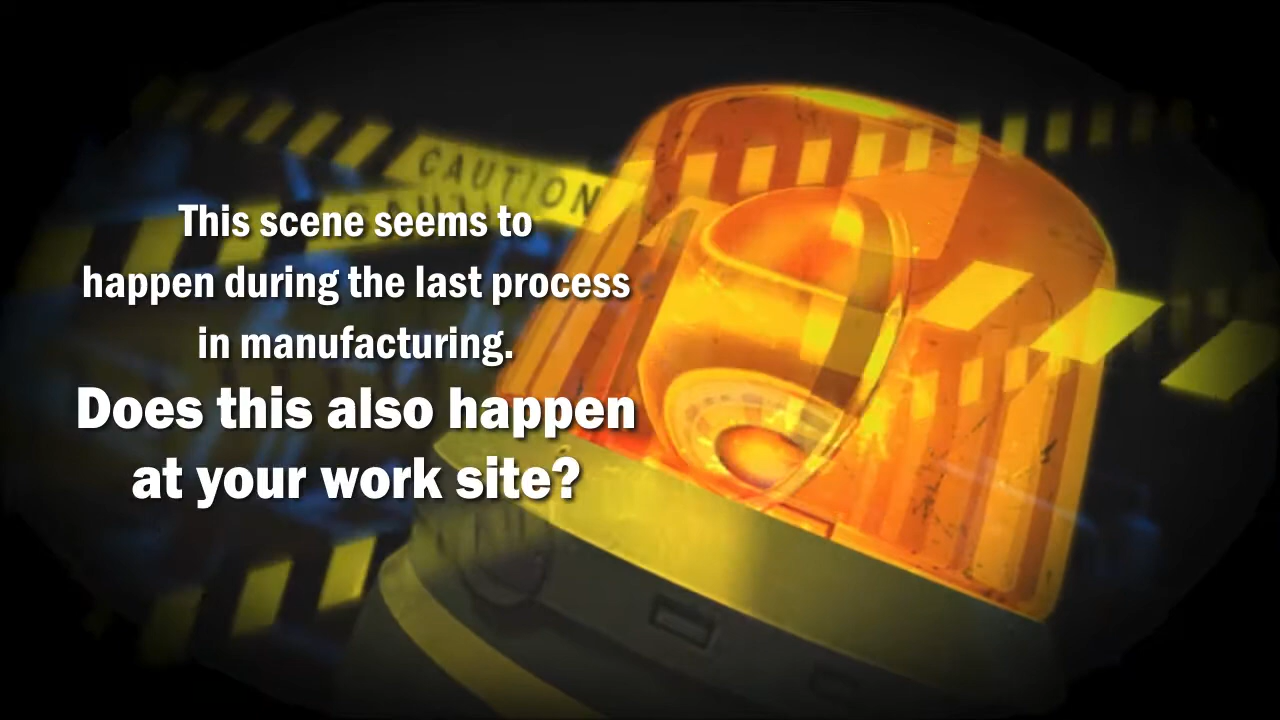 CAUTION
This scene seems to
happen during the last process
in manufacturing.
Does this also happen
at your work site?